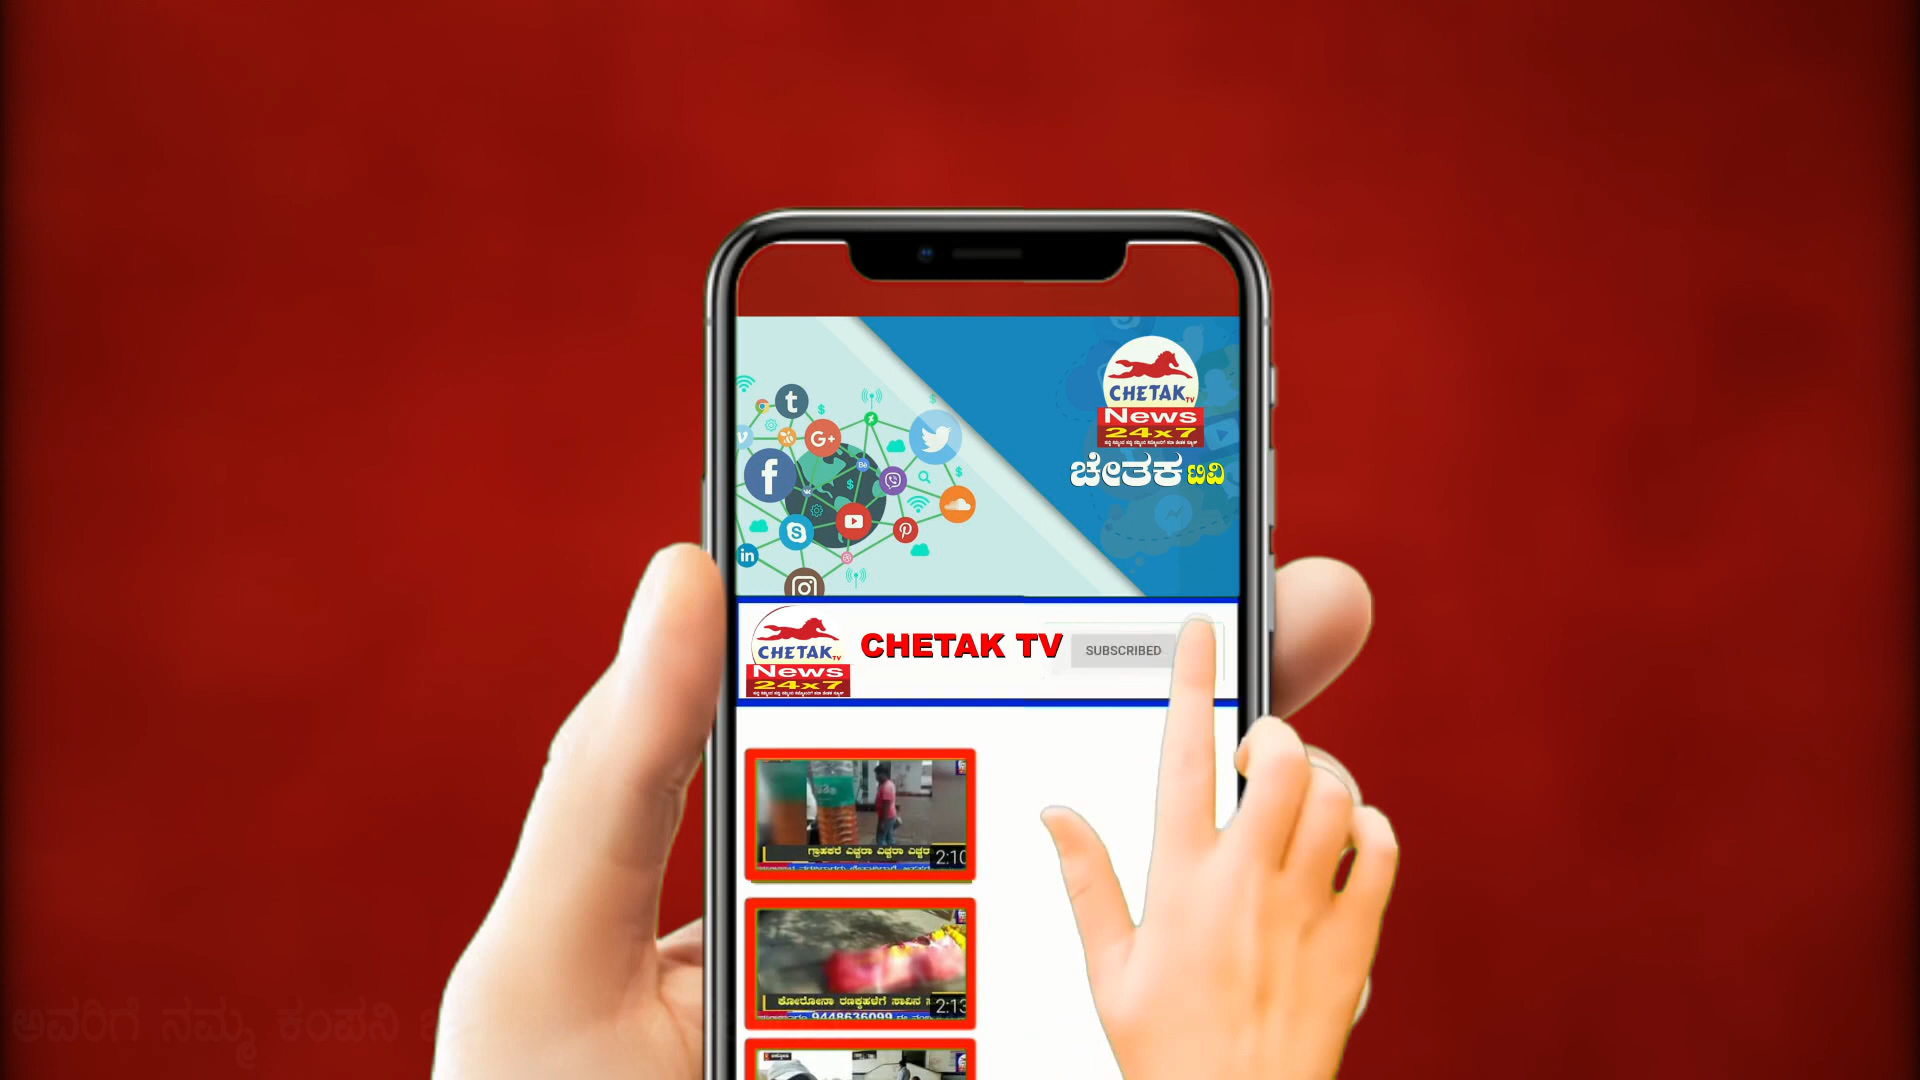 CHETAK TV
News
24x7
ಚೇತಕ ಟಿವಿ
CHETAK TV
News
24x7
CHETAK TV
SUBSCRIBED
ಗ್ರಾಹಕರೆ ಎಚ್ಚರಾ ಎಚ್ಚರಾ ಎಚ್ಚರ
2:10
ಕೋರೋನಾ ರಣಕ್ಕಹಳೆಗೆ ಸಾವಿನ
2:13
9448636099
ಅವರಿಗೆ ನಮ್ಮ ಕಂಪನಿ